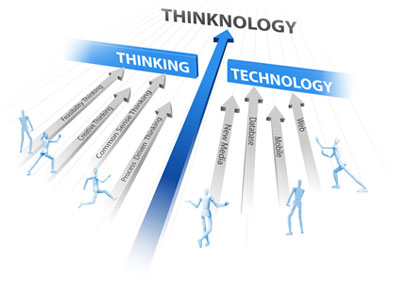 THINKNOLOGY
THINKING
TECHNOLOGY
Feasibility Thinking
Creative Thinking
Common Sense Thinking
Process Driven Thinking
New Media
Database
Mobile
Web